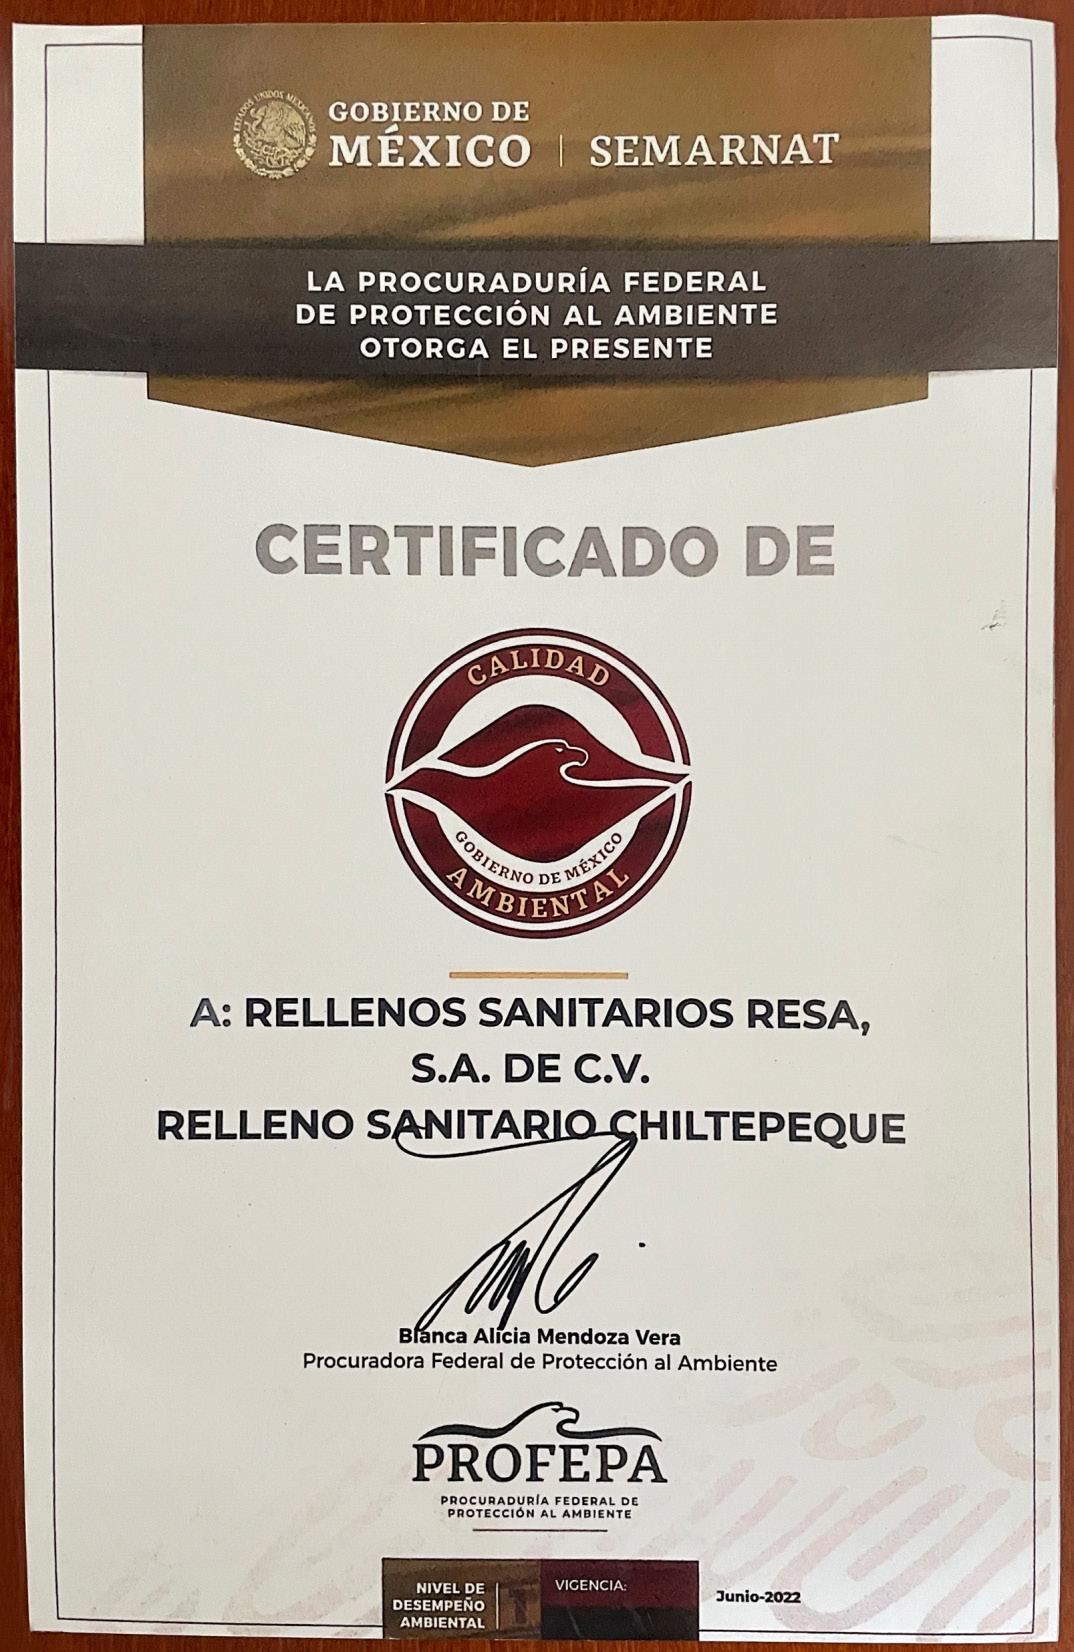 ESTADOS UNIDOS MEXICANOS
GOBIERNO DE
MÉXICO | SEMARNAT
LA PROCURADURÍA FEDERAL
DE PROTECCIÓN AL AMBIENTE
OTORGA EL PRESENTE
CERTIFICADO DE
CALIDAD
GOBIERNO DE MÉXICO
AMBIENTAL
A: RELLENOS SANITARIOS RESA,
S.A. DE C.V.
RELLENO SANITARIO CHILTEPEQUE
Blanca Alicia Mendoza Vera
Procuradora Federal de Protección al Ambiente
PROFEPA
PROCURADURÍA FEDERAL DE
PROTECCIÓN AL AMBIENTE
NIVEL DE
DESEMPEÑO
AMBIENTAL
VIGENCIA:
Junio-2022